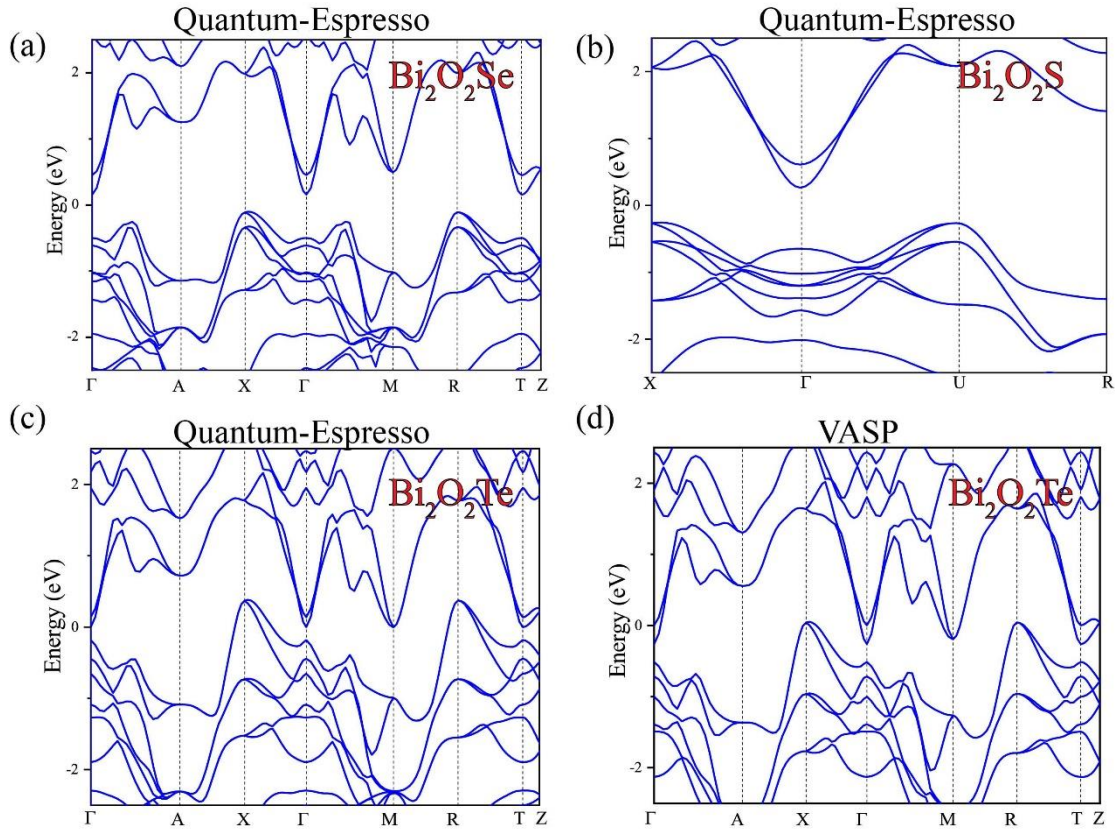 Quantum-Espresso
(a)
Bi₂O₂Se
Energy (eV)
2
0
-2
Γ A X Γ M R T Z
Quantum-Espresso
(b)
Bi₂O₂S
Energy (eV)
2
0
-2
X Γ U R
Quantum-Espresso
(c)
Bi₂O₂Te
Energy (eV)
2
0
-2
Γ A X Γ M R T Z
VASP
(d)
Bi₂O₂Te
Energy (eV)
2
0
-2
Γ A X Γ M R T Z